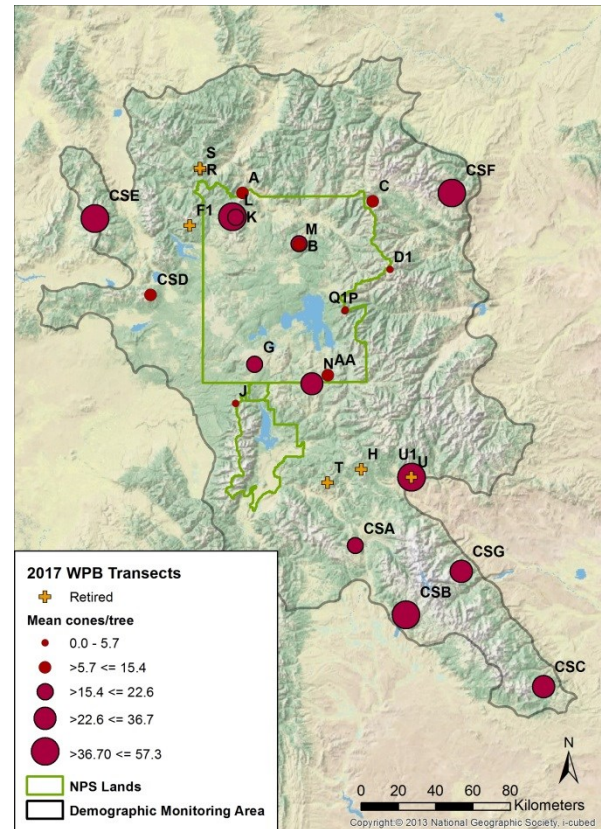 S
R
A
C
CSF
CSE
L
F1
K
M
B
D1
CSD
Q1P
G
N
AA
J
U1
H
U
T
CSA
CSG
CSB
CSC
2017 WPB Transects
Retired
Mean cones/tree
0.0 - 5.7
>5.7 <= 15.4
>15.4 <= 22.6
>22.6 <= 36.7
>36.70 <= 57.3
NPS Lands
Demographic Monitoring Area
N
0 20 40 60 80
Kilometers
Copyright:© 2013 National Geographic Society, i-cubed